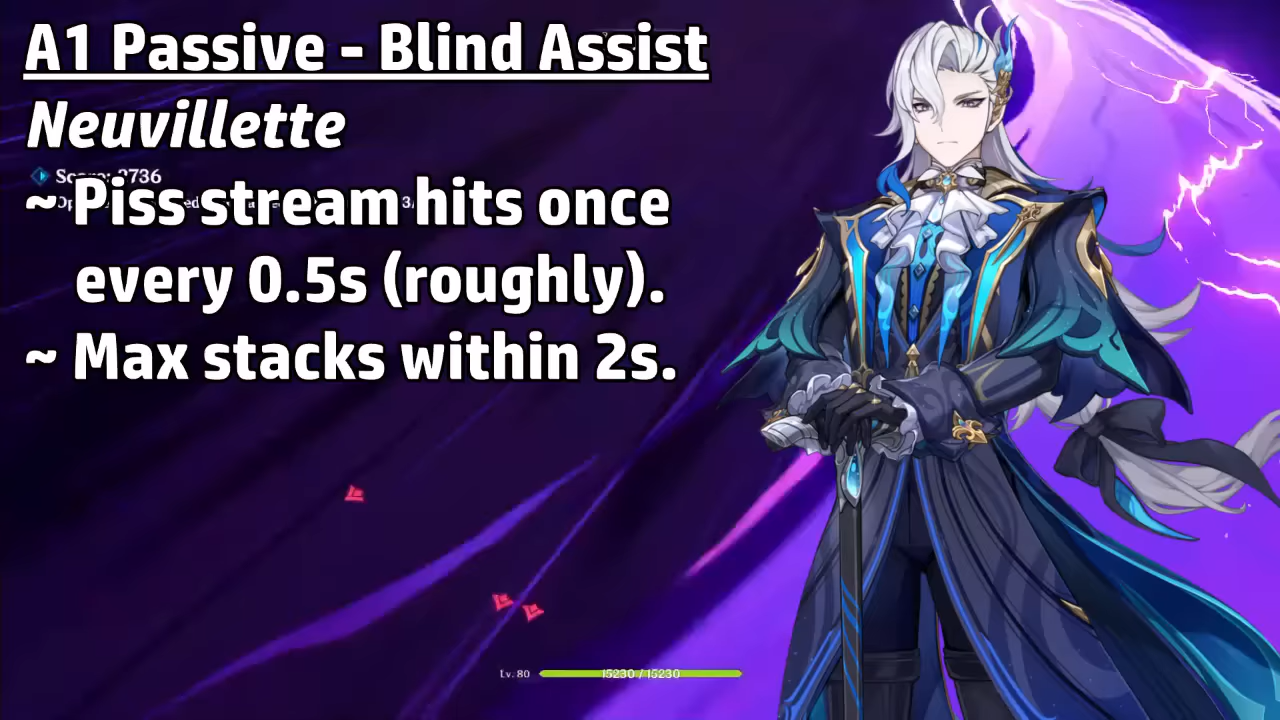 A1 Passive - Blind Assist
Neuvillette
~ Piss stream hits once
every 0.5s (roughly).
~ Max stacks within 2s.
Lv. 80 15230 / 15230